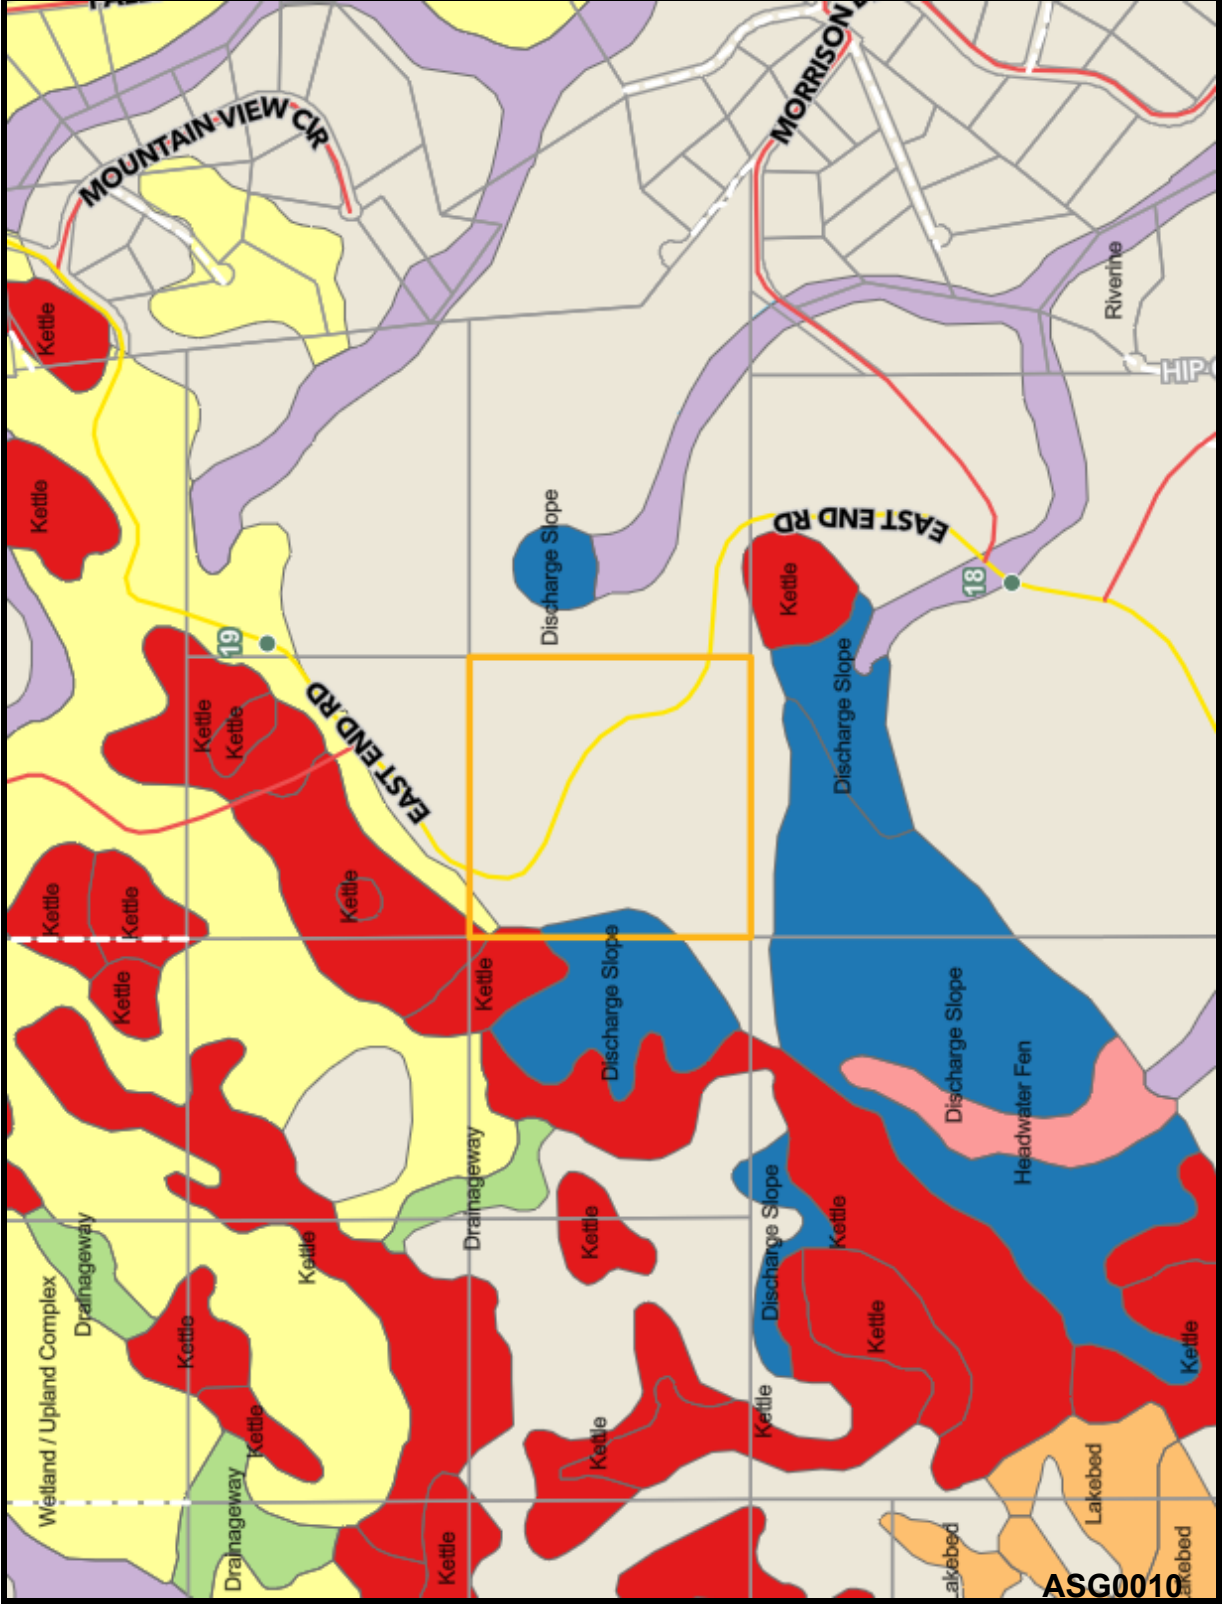 MOUNTAIN VIEW CIR
MORRISON
Riverine
HIP
Kettle
Kettle
Discharge Slope
EAST END RD
18
19
Kettle
Kettle
Kettle
EAST END RD
Discharge Slope
Kettle
Kettle
Kettle
Kettle
Kettle
Discharge Slope
Discharge Slope
Headwater Fen
Drainageway
Discharge Slope
Kettle
Kettle
Kettle
Drainageway
Wetland / Upland Complex
Kettle
Kettle
Kettle
Kettle
Kettle
Kettle
Drainageway
Kettle
Lakebed
akebed
akebed
ASG0010